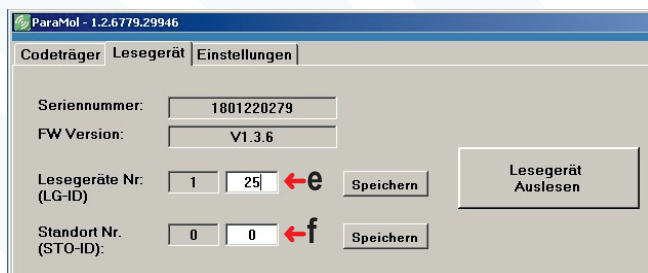 ParaMol - 1.2.6779.29946
Codeträger Lesegerät Einstellungen
Seriennummer: 1801220279
FW Version: V1.3.6
Lesegerät
Auslesen
Lesegeräte Nr: 1 25 e Speichern
(LG-ID)
Standort Nr. 0 0 f Speichern
(STO-ID):